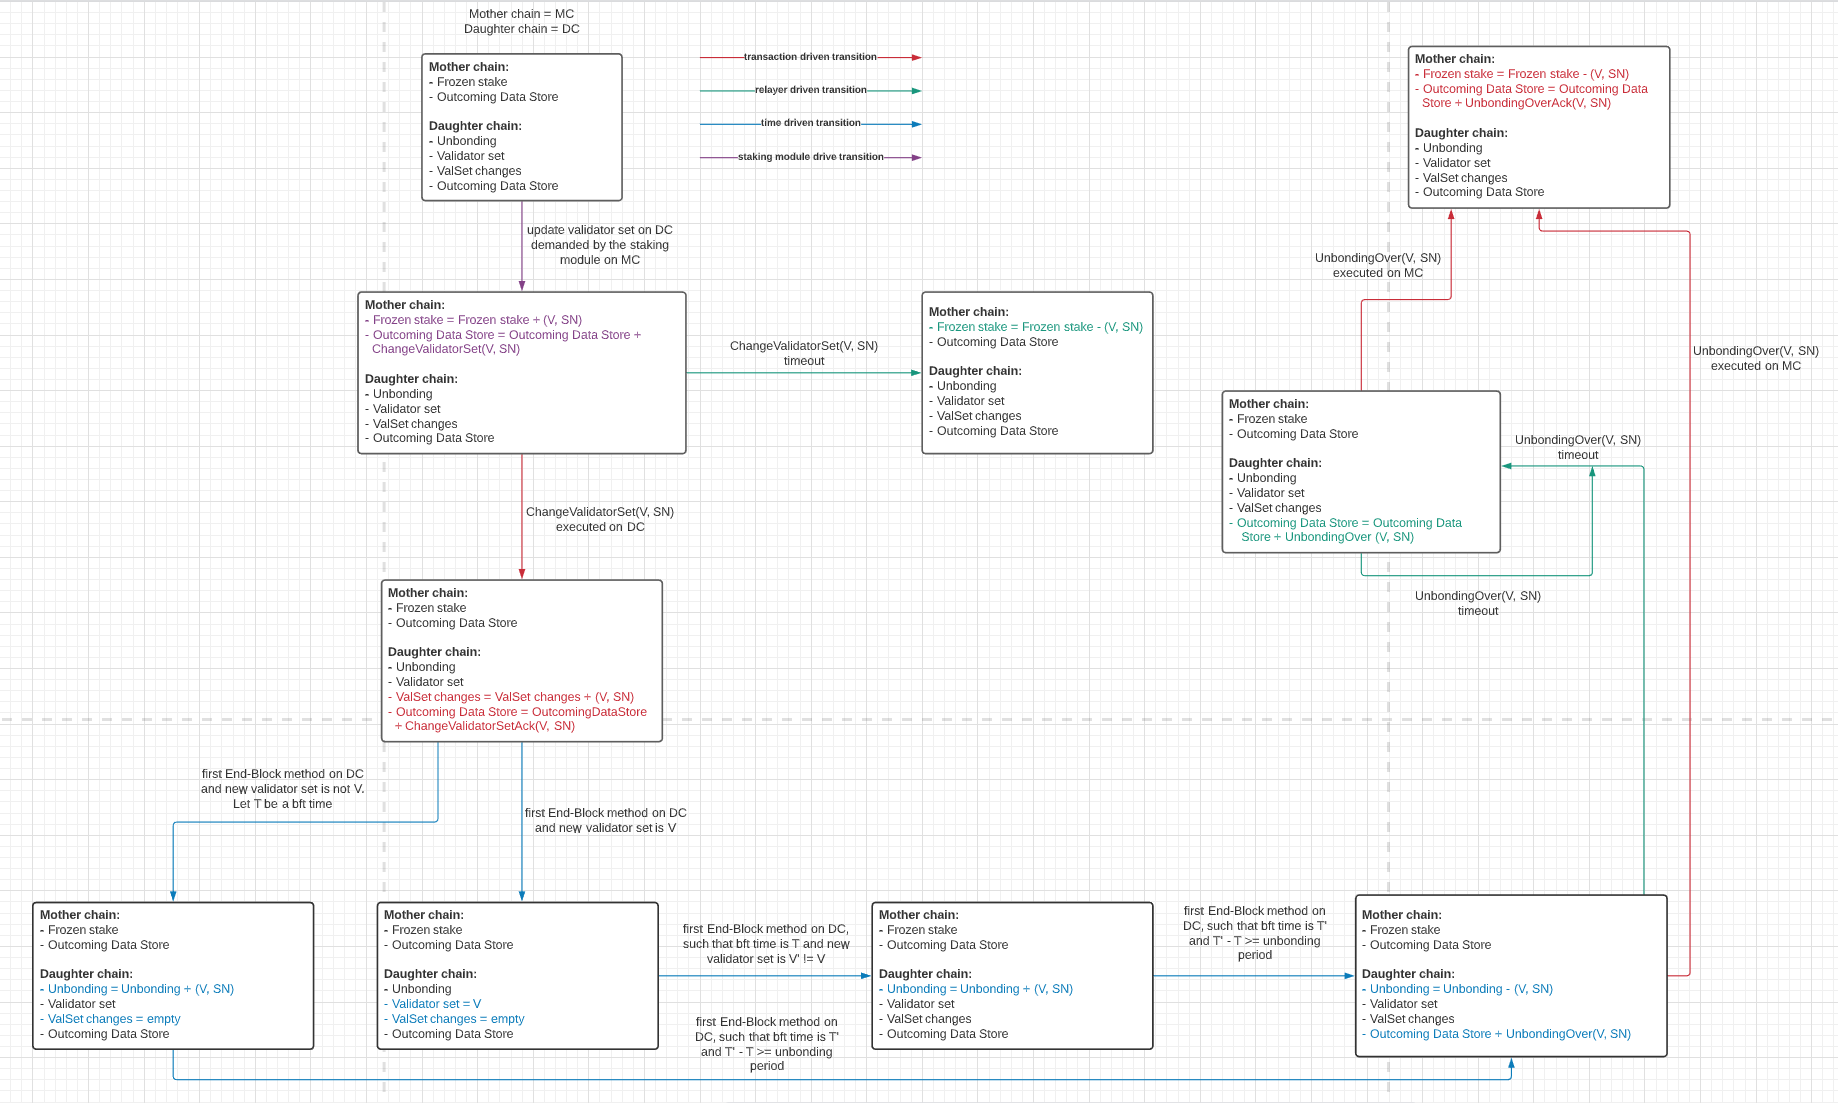 Mother chain = MC
Daughter chain = DC
Mother chain:
- Frozen stake
- Outcoming Data Store
Daughter chain:
- Unbonding
- Validator set
- ValSet changes
- Outcoming Data Store
transaction driven transition
relayer driven transition
time driven transition
staking module drive transition
update validator set on DC
demanded by the staking
module on MC
Mother chain:
- Frozen stake = Frozen stake + (V, SN)
- Outcoming Data Store = Outcoming Data Store +
ChangeValidatorSet(V, SN)
Daughter chain:
- Unbonding
- Validator set
- ValSet changes
- Outcoming Data Store
ChangeValidatorSet(V, SN)
timeout
Mother chain:
- Frozen stake = Frozen stake - (V, SN)
- Outcoming Data Store
Daughter chain:
- Unbonding
- Validator set
- ValSet changes
- Outcoming Data Store
ChangeValidatorSet(V, SN)
executed on DC
Mother chain:
- Frozen stake
- Outcoming Data Store
Daughter chain:
- Unbonding
- Validator set
- ValSet changes = ValSet changes + (V, SN)
- Outcoming Data Store = OutcomingDataStore
+ ChangeValidatorSetAck(V, SN)
first End-Block method on DC
and new validator set is not V.
Let T be a bft time
first End-Block method on DC
and new validator set is V
Mother chain:
- Frozen stake
- Outcoming Data Store
Daughter chain:
- Unbonding = Unbonding + (V, SN)
- Validator set
- ValSet changes = empty
- Outcoming Data Store
Mother chain:
- Frozen stake
- Outcoming Data Store
Daughter chain:
- Unbonding
- Validator set = V
- ValSet changes = empty
- Outcoming Data Store
first End-Block method on DC,
such that bft time is T and new
validator set is V' != V
first End-Block method on
DC, such that bft time is T'
and T' - T >= unbonding
period
Mother chain:
- Frozen stake
- Outcoming Data Store
Daughter chain:
- Unbonding = Unbonding + (V, SN)
- Validator set
- ValSet changes
- Outcoming Data Store
first End-Block method on
DC, such that bft time is T'
and T' - T >= unbonding
period
Mother chain:
- Frozen stake
- Outcoming Data Store
Daughter chain:
- Unbonding = Unbonding - (V, SN)
- Validator set
- ValSet changes
- Outcoming Data Store + UnbondingOver(V, SN)
UnbondingOver(V, SN)
timeout
Mother chain:
- Frozen stake
- Outcoming Data Store
Daughter chain:
- Unbonding
- Validator set
- ValSet changes
- Outcoming Data Store = Outcoming Data
Store + UnbondingOver (V, SN)
UnbondingOver(V, SN)
timeout
UnbondingOver(V, SN)
executed on MC
UnbondingOver(V, SN)
executed on MC
Mother chain:
- Frozen stake = Frozen stake - (V, SN)
- Outcoming Data Store = Outcoming Data
Store + UnbondingOverAck(V, SN)
Daughter chain:
- Unbonding
- Validator set
- ValSet changes
- Outcoming Data Store